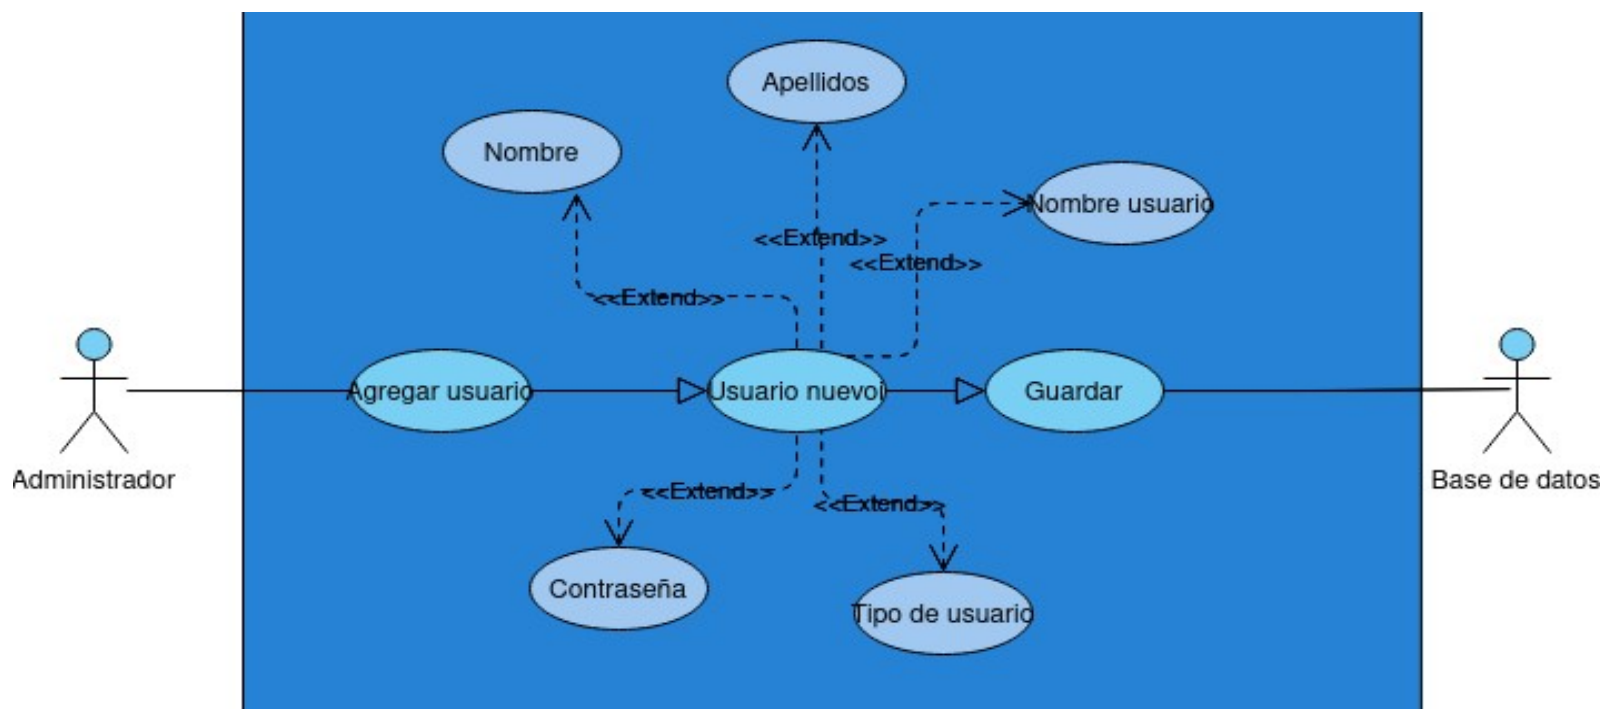 Apellidos
Nombre
Nombre usuario
<<Extend>>
<<Extend>>
<<Extend>>
Agregar usuario
Usuario nuevoi
Guardar
Administrador
Base de datos
<<Extend>>
<<Extend>>
Contraseña
Tipo de usuario